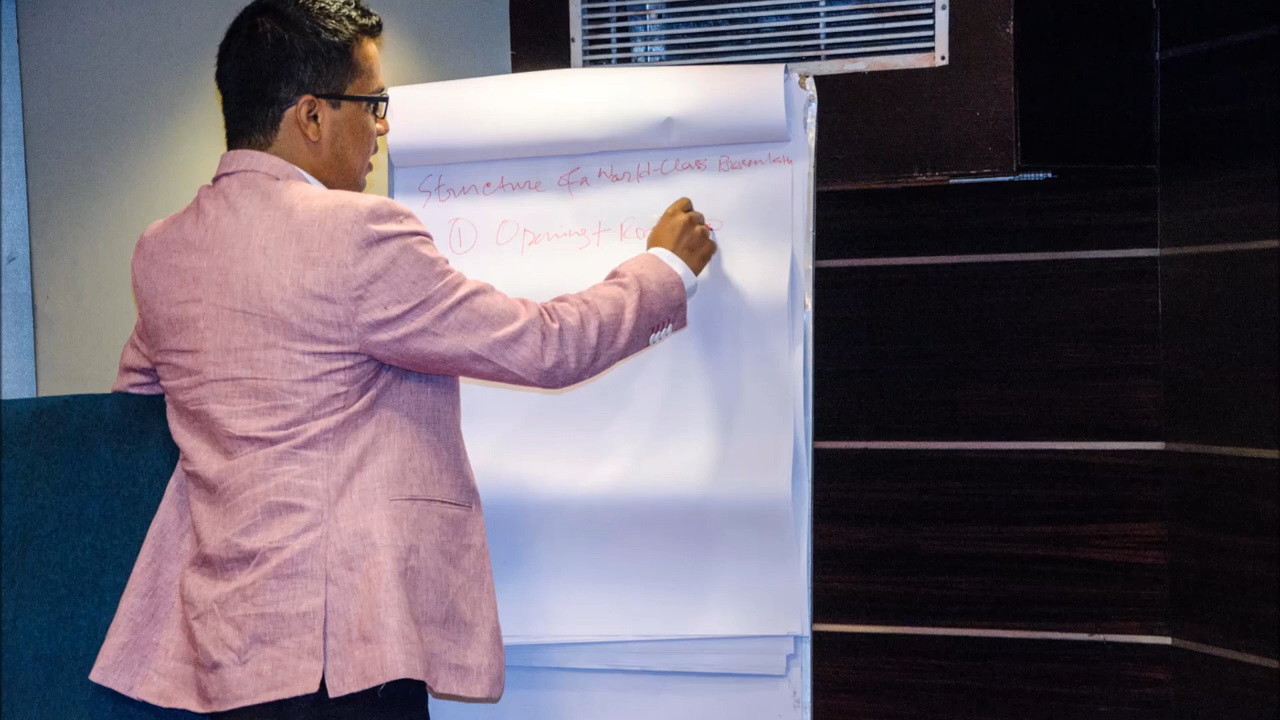 Structure of a World-Class
① Opening +